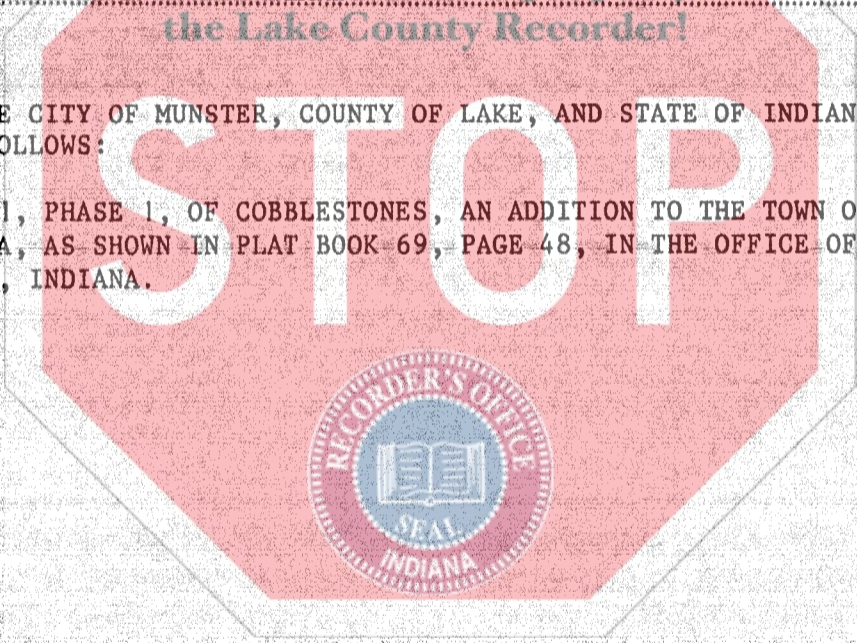 the Lake County Recorder!
E CITY OF MUNSTER, COUNTY OF LAKE, AND STATE OF INDIAN
OLLOWS:
1, PHASE 1, OF COBBLESTONES, AN ADDITION TO THE TOWN O
A, AS SHOWN IN PLAT BOOK 69, PAGE 48, IN THE OFFICE OF
, INDIANA.
STOP
RECORDER'S OFFICE
SEAL
INDIANA